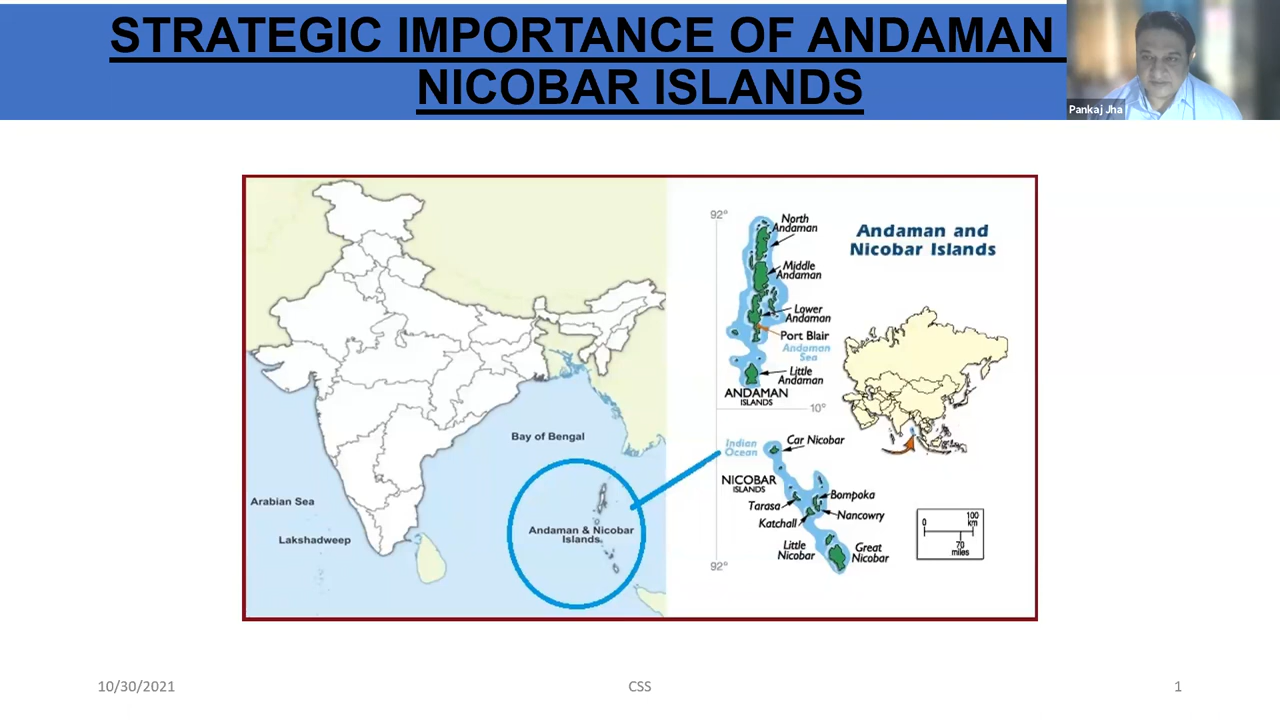 STRATEGIC IMPORTANCE OF ANDAMAN
NICOBAR ISLANDS
Pankaj Jha
Bay of Bengal
Arabian Sea
Lakshadweep
Andaman & Nicobar
Islands
Andaman and
Nicobar Islands
92°
North
Andaman
Middle
Andaman
Lower
Andaman
Port Blair
Andaman
Sea
Little
Andaman
ANDAMAN
ISLANDS
10°
Indian
Ocean
Car Nicobar
NICOBAR
ISLANDS
Bompoka
Tarasa
Nancowry
Katchall
Little
Nicobar
Great
Nicobar
92°
0
100
km
70
miles
10/30/2021
CSS
1